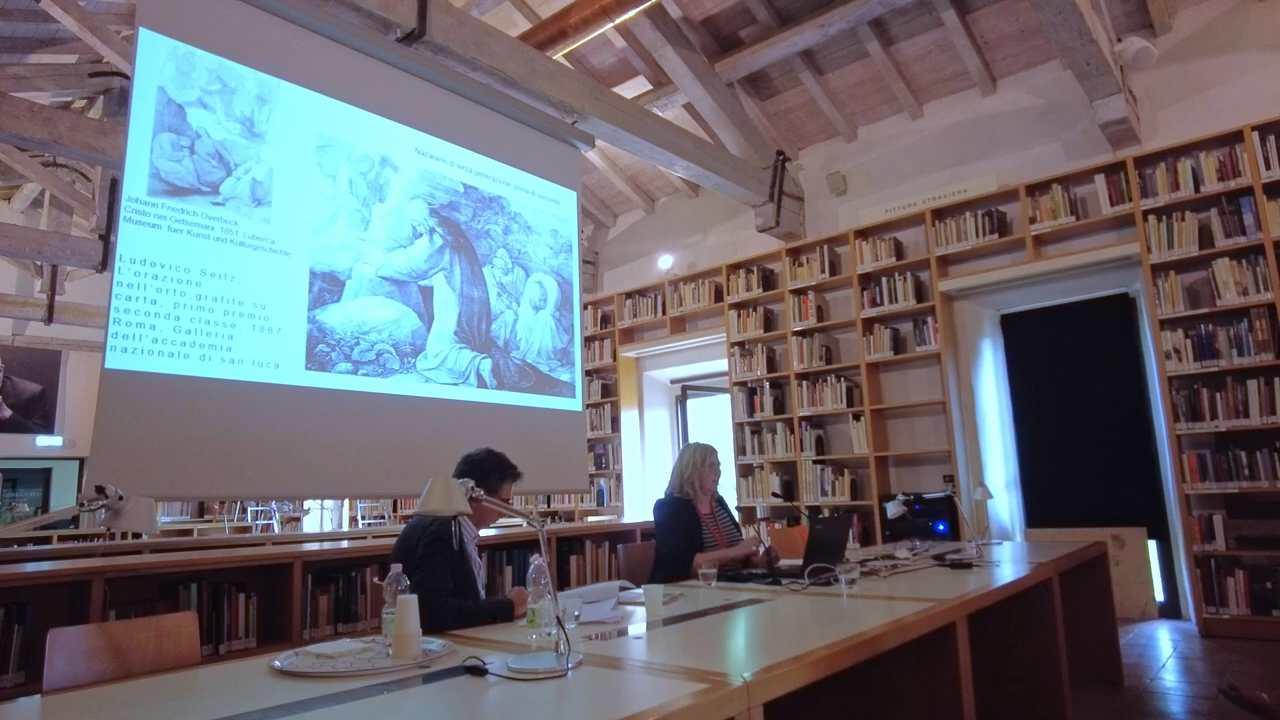 Nazareno di terza generazione: prova di concorso
Johann Friedrich Overbeck,
Cristo nel Getsemani, 1851, Lubecca,
Museum fuer Kunst und Kulturgeschichte
Ludovico Seitz,
L'orazione
nell'orto,grafite su
carta, primo premio
seconda classe, 1867
Roma, Galleria
dell'accademia
nazionale di san luca
PITTURA STRANIERA